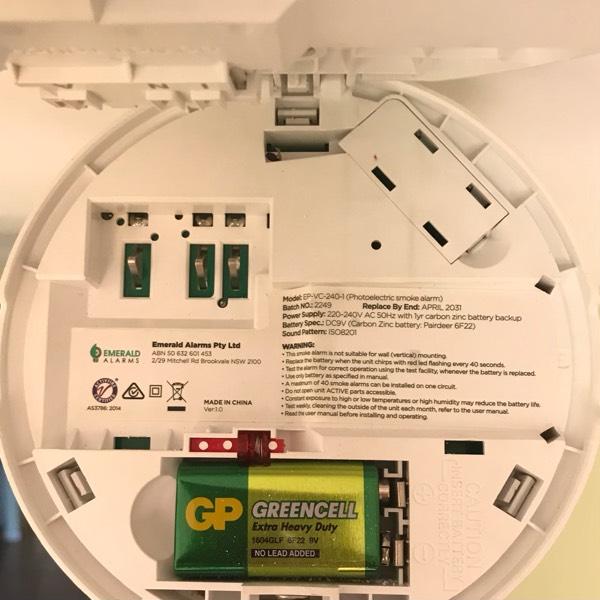 Model: EP-VC-240-1 (Photoelectric smoke alarm)
Batch NO.: 2249 Replace By End: APRIL 2031
Power Supply: 220-240V AC 50Hz with 1yr carbon zinc battery backup
Battery Spec.: DC9V (Carbon Zinc battery: Pairdeer 6F22)
Sound Pattern: ISO8201
WARNING:
• This smoke alarm is not suitable for wall (vertical) mounting.
• Replace the battery when the unit chirps with red led flashing every 40 seconds.
• Test the alarm for correct operation using the test facility, whenever the battery is replaced.
• Use only battery as specified in manual.
• A maximum of 40 smoke alarms can be installed on one circuit.
• Do not open unit ACTIVE parts accessible.
• Constant exposure to high or low temperatures or high humidity may reduce the battery life.
• Test weekly, cleaning the outside of the unit each month, refer to the user manual.
• Read the user manual before installing and operating.
EMERALD
ALARMS
Emerald Alarms Pty Ltd
ABN 50 632 601 453
2/29 Mitchell Rd Brookvale NSW 2100
AS3786: 2014
MADE IN CHINA
Ver:1.0
GP GREENCELL
Extra Heavy Duty
1604GLF 6F22 9V
NO LEAD ADDED
CAUTION